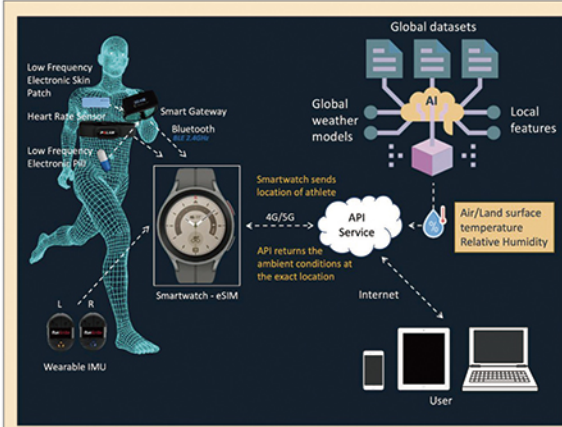 Global datasets
Low Frequency
Electronic Skin
Patch
Heart Rate Sensor
Smart Gateway
Bluetooth
BLE 2.4GHz
Low Frequency
Electronic Pill
POLAR
AI
Global
weather
models
Local
features
Smartwatch sends
location of athlete
4G/5G
API
Service
%
Air/Land surface
temperature
Relative Humidity
API returns the
ambient conditions at
the exact location
Smartwatch - eSIM
Internet
L R
Wearable IMU
User